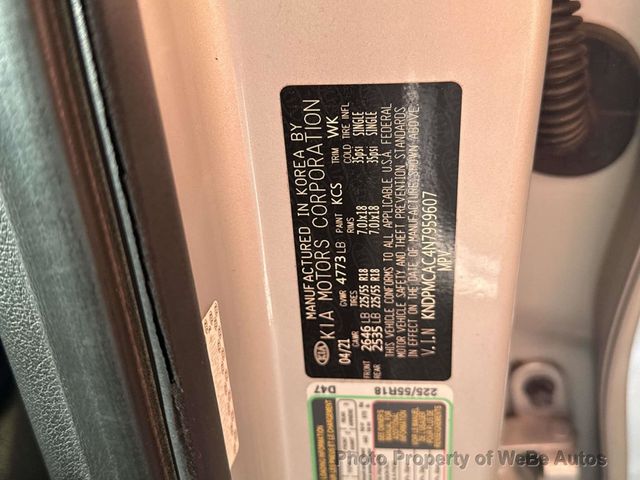 MANUFACTURED IN KOREA BY
KIA KIA MOTORS CORPORATION
04/21 GVWR 4773 LB PAINT KCS TRIM WK
GAWR RIMS COLD TIRE INFL
FRONT 2646 LB 225/55 R18 7.0JX18 35psi SINGLE
REAR 2535 LB 225/55 R18 7.0JX18 35psi SINGLE
THIS VEHICLE CONFORMS TO ALL APPLICABLE U.S.A. FEDERAL
MOTOR VEHICLE SAFETY AND THEFT PREVENTION STANDARDS
IN EFFECT ON THE DATE OF MANUFACTURE SHOWN ABOVE.
V.I.N KNDPMCAC4N7959607
MPV
225/55R18
D47
Photo Property of WeBe Autos